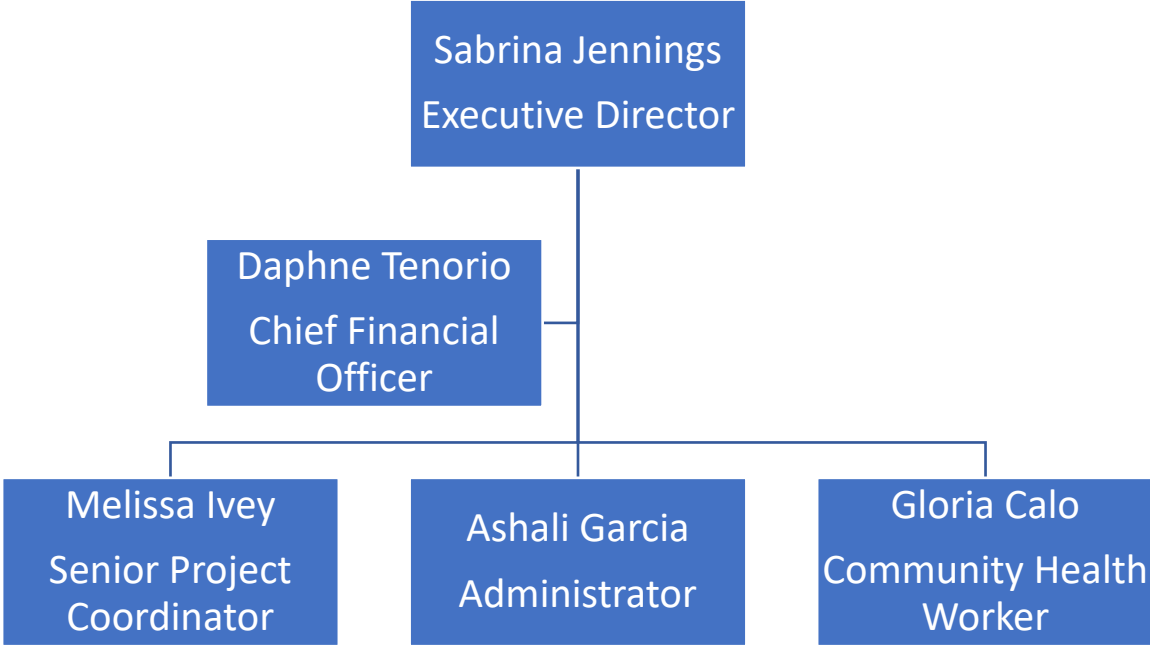 Sabrina Jennings
Executive Director
Daphne Tenorio
Chief Financial
Officer
Melissa Ivey
Senior Project
Coordinator
Ashali Garcia
Administrator
Gloria Calo
Community Health
Worker